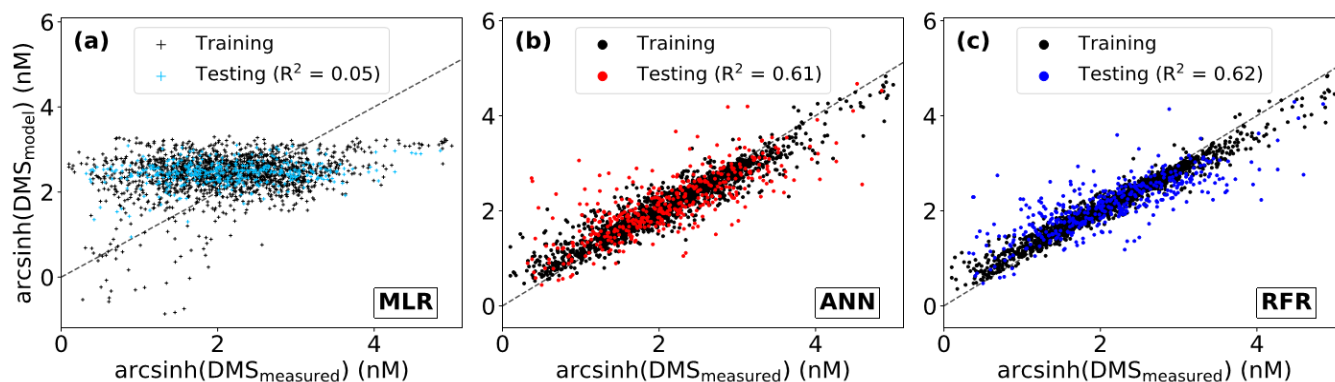 (a)
Training
Testing (R² = 0.05)
MLR
6
4
2
0
0
2
4
arcsinh(DMS_model) (nM)
arcsinh(DMS_measured) (nM)
(b)
Training
Testing (R² = 0.61)
ANN
6
4
2
0
0
2
4
arcsinh(DMS_measured) (nM)
(c)
Training
Testing (R² = 0.62)
RFR
6
4
2
0
0
2
4
arcsinh(DMS_measured) (nM)